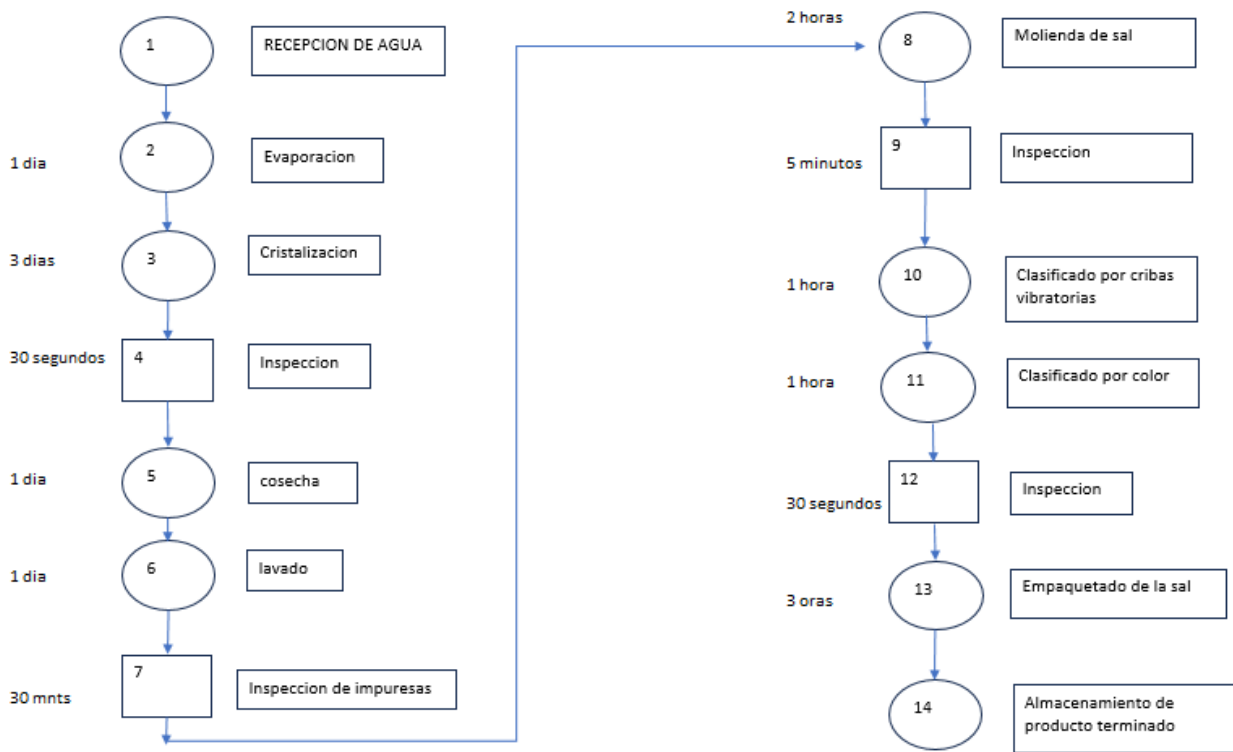 1
RECEPCION DE AGUA
1 dia
2
Evaporacion
3 dias
3
Cristalizacion
30 segundos
4
Inspeccion
1 dia
5
cosecha
1 dia
6
lavado
30 mnts
7
Inspeccion de impuresas
2 horas
8
Molienda de sal
5 minutos
9
Inspeccion
1 hora
10
Clasificado por cribas
vibratorias
1 hora
11
Clasificado por color
30 segundos
12
Inspeccion
3 oras
13
Empaquetado de la sal
14
Almacenamiento de
producto terminado